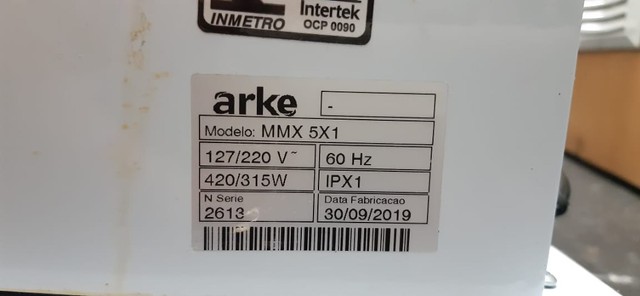 INMETRO
Intertek
OCP 0090
arke -
Modelo: MMX 5X1
127/220 V~ 60 Hz
420/315W IPX1
N Serie Data Fabricacao
2613 30/09/2019